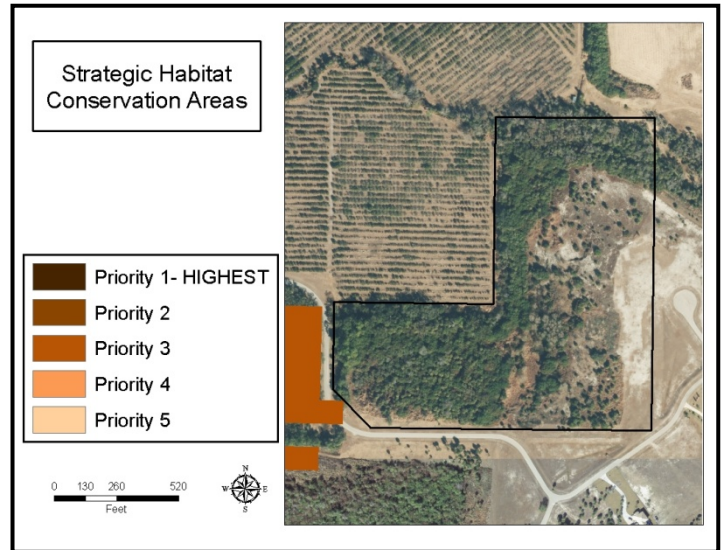 Strategic Habitat
Conservation Areas
Priority 1- HIGHEST
Priority 2
Priority 3
Priority 4
Priority 5
0 130 260 520
Feet
N
W E
S